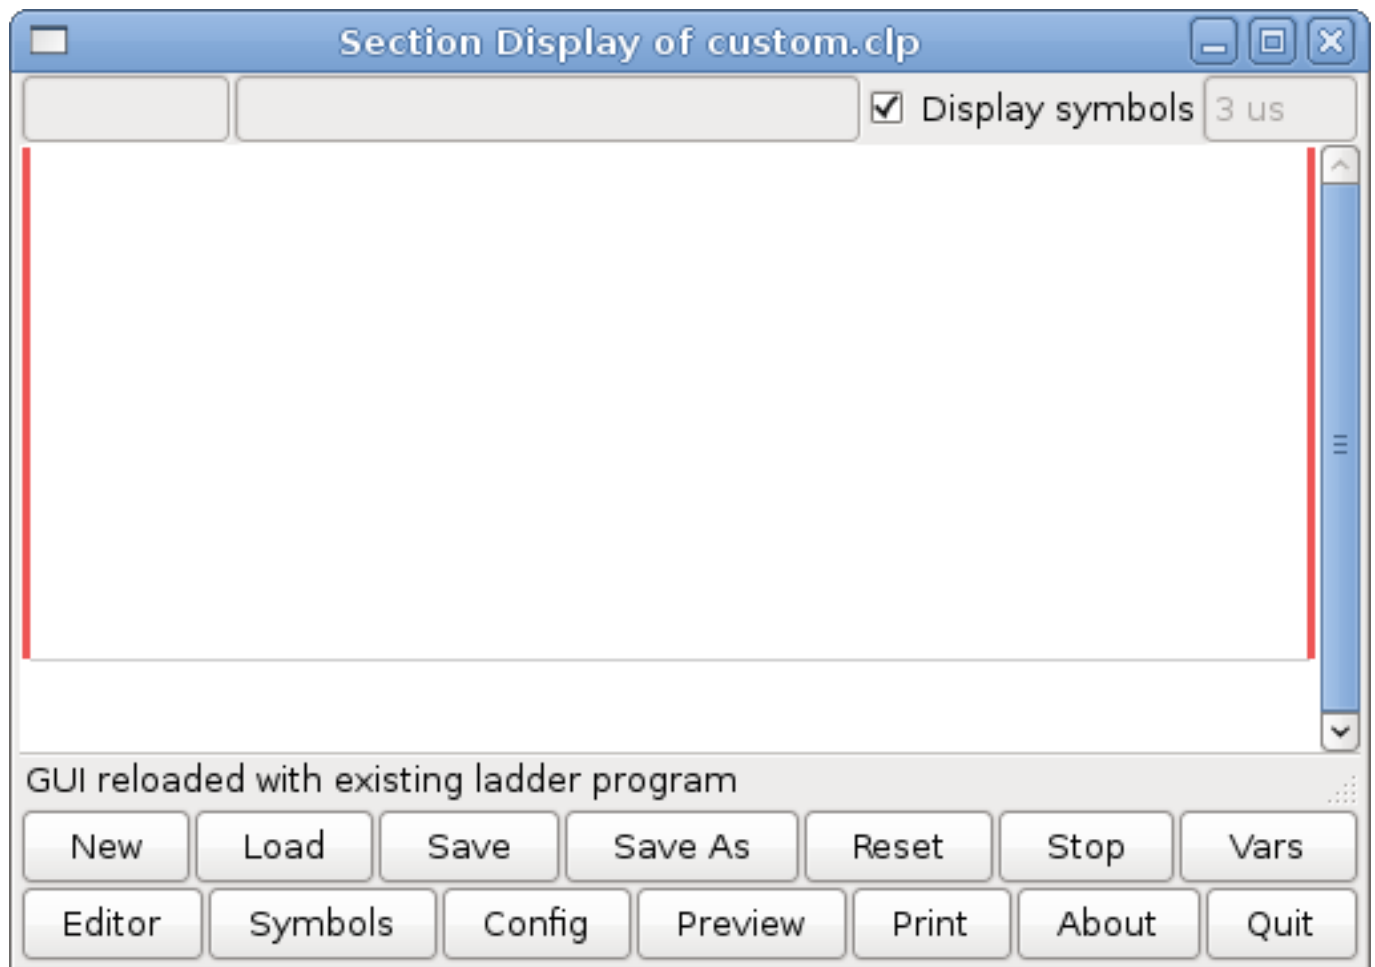 Section Display of custom.clp
Display symbols 3 us
GUI reloaded with existing ladder program
New Load Save Save As Reset Stop Vars
Editor Symbols Config Preview Print About Quit